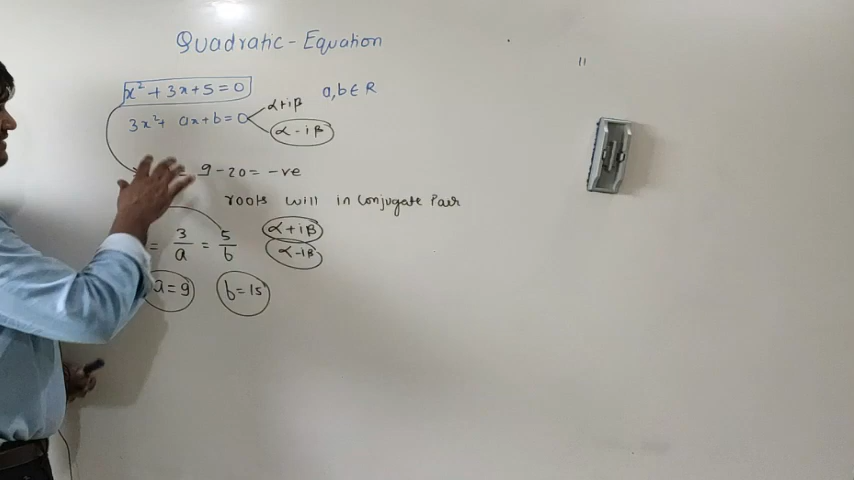 Quadratic - Equation
x² + 3x + 5 = 0 a, b ∈ R
3x² + ax + b = 0 α + iβ
α - iβ
9 - 20 = -ve
roots will in Conjugate Pair
= 3/a = 5/b α + iβ
α - iβ
a = 9 b = 15